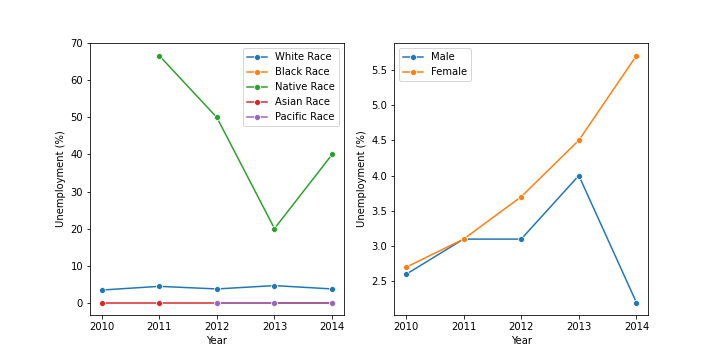 70
60
50
40
30
20
10
0
Unemployment (%)
2010 2011 2012 2013 2014
Year
White Race
Black Race
Native Race
Asian Race
Pacific Race
5.5
5.0
4.5
4.0
3.5
3.0
2.5
Unemployment (%)
2010 2011 2012 2013 2014
Year
Male
Female